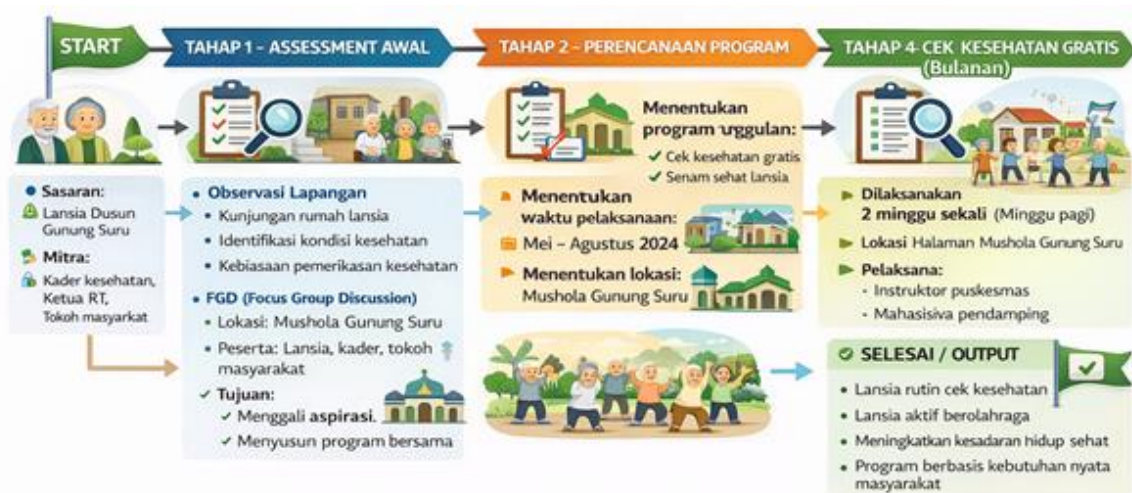 START
TAHAP 1 – ASSESSMENT AWAL
TAHAP 2 – PERENCANAAN PROGRAM
TAHAP 4- CEK KESEHATAN GRATIS
(Bulanan)
Sasaran:
Lansia Dusun
Gunung Suru
Mitra:
Kader kesehatan,
Ketua RT,
Tokoh masyarkat
• Observasi Lapangan
• Kunjungan rumah lansia
• Identifikasi kondisi kesehatan
• Kebiasaan pemerikasan kesehatan
• FGD (Focus Group Discussion)
• Lokasi: Mushola Gunung Suru
• Peserta: Lansia, kader, tokoh
masyarakat
✓ Tujuan:
✓ Menggali aspirasi.
✓ Menyusun program bersama
Menentukan
program urggulan:
✓ Cek kesehatan gratis
✓ Senam sehat lansia
Menentukan
waktu pelaksanaan:
Mei – Agustus 2024
Menentukan lokasi:
Mushola Gunung Suru
Dilaksanakan
2 minggu sekali (Minggu pagi)
Lokasi Halaman Mushola Gunung Suru
Pelaksana:
- Instruktor puskesmas
- Mahasisiva pendamping
SELESAI / OUTPUT
• Lansia rutin cek kesehatan
• Lansia aktif berolahraga
• Meningkatkan kesadaran hidup sehat
• Program berbasis kebutuhan nyata
masyarakat